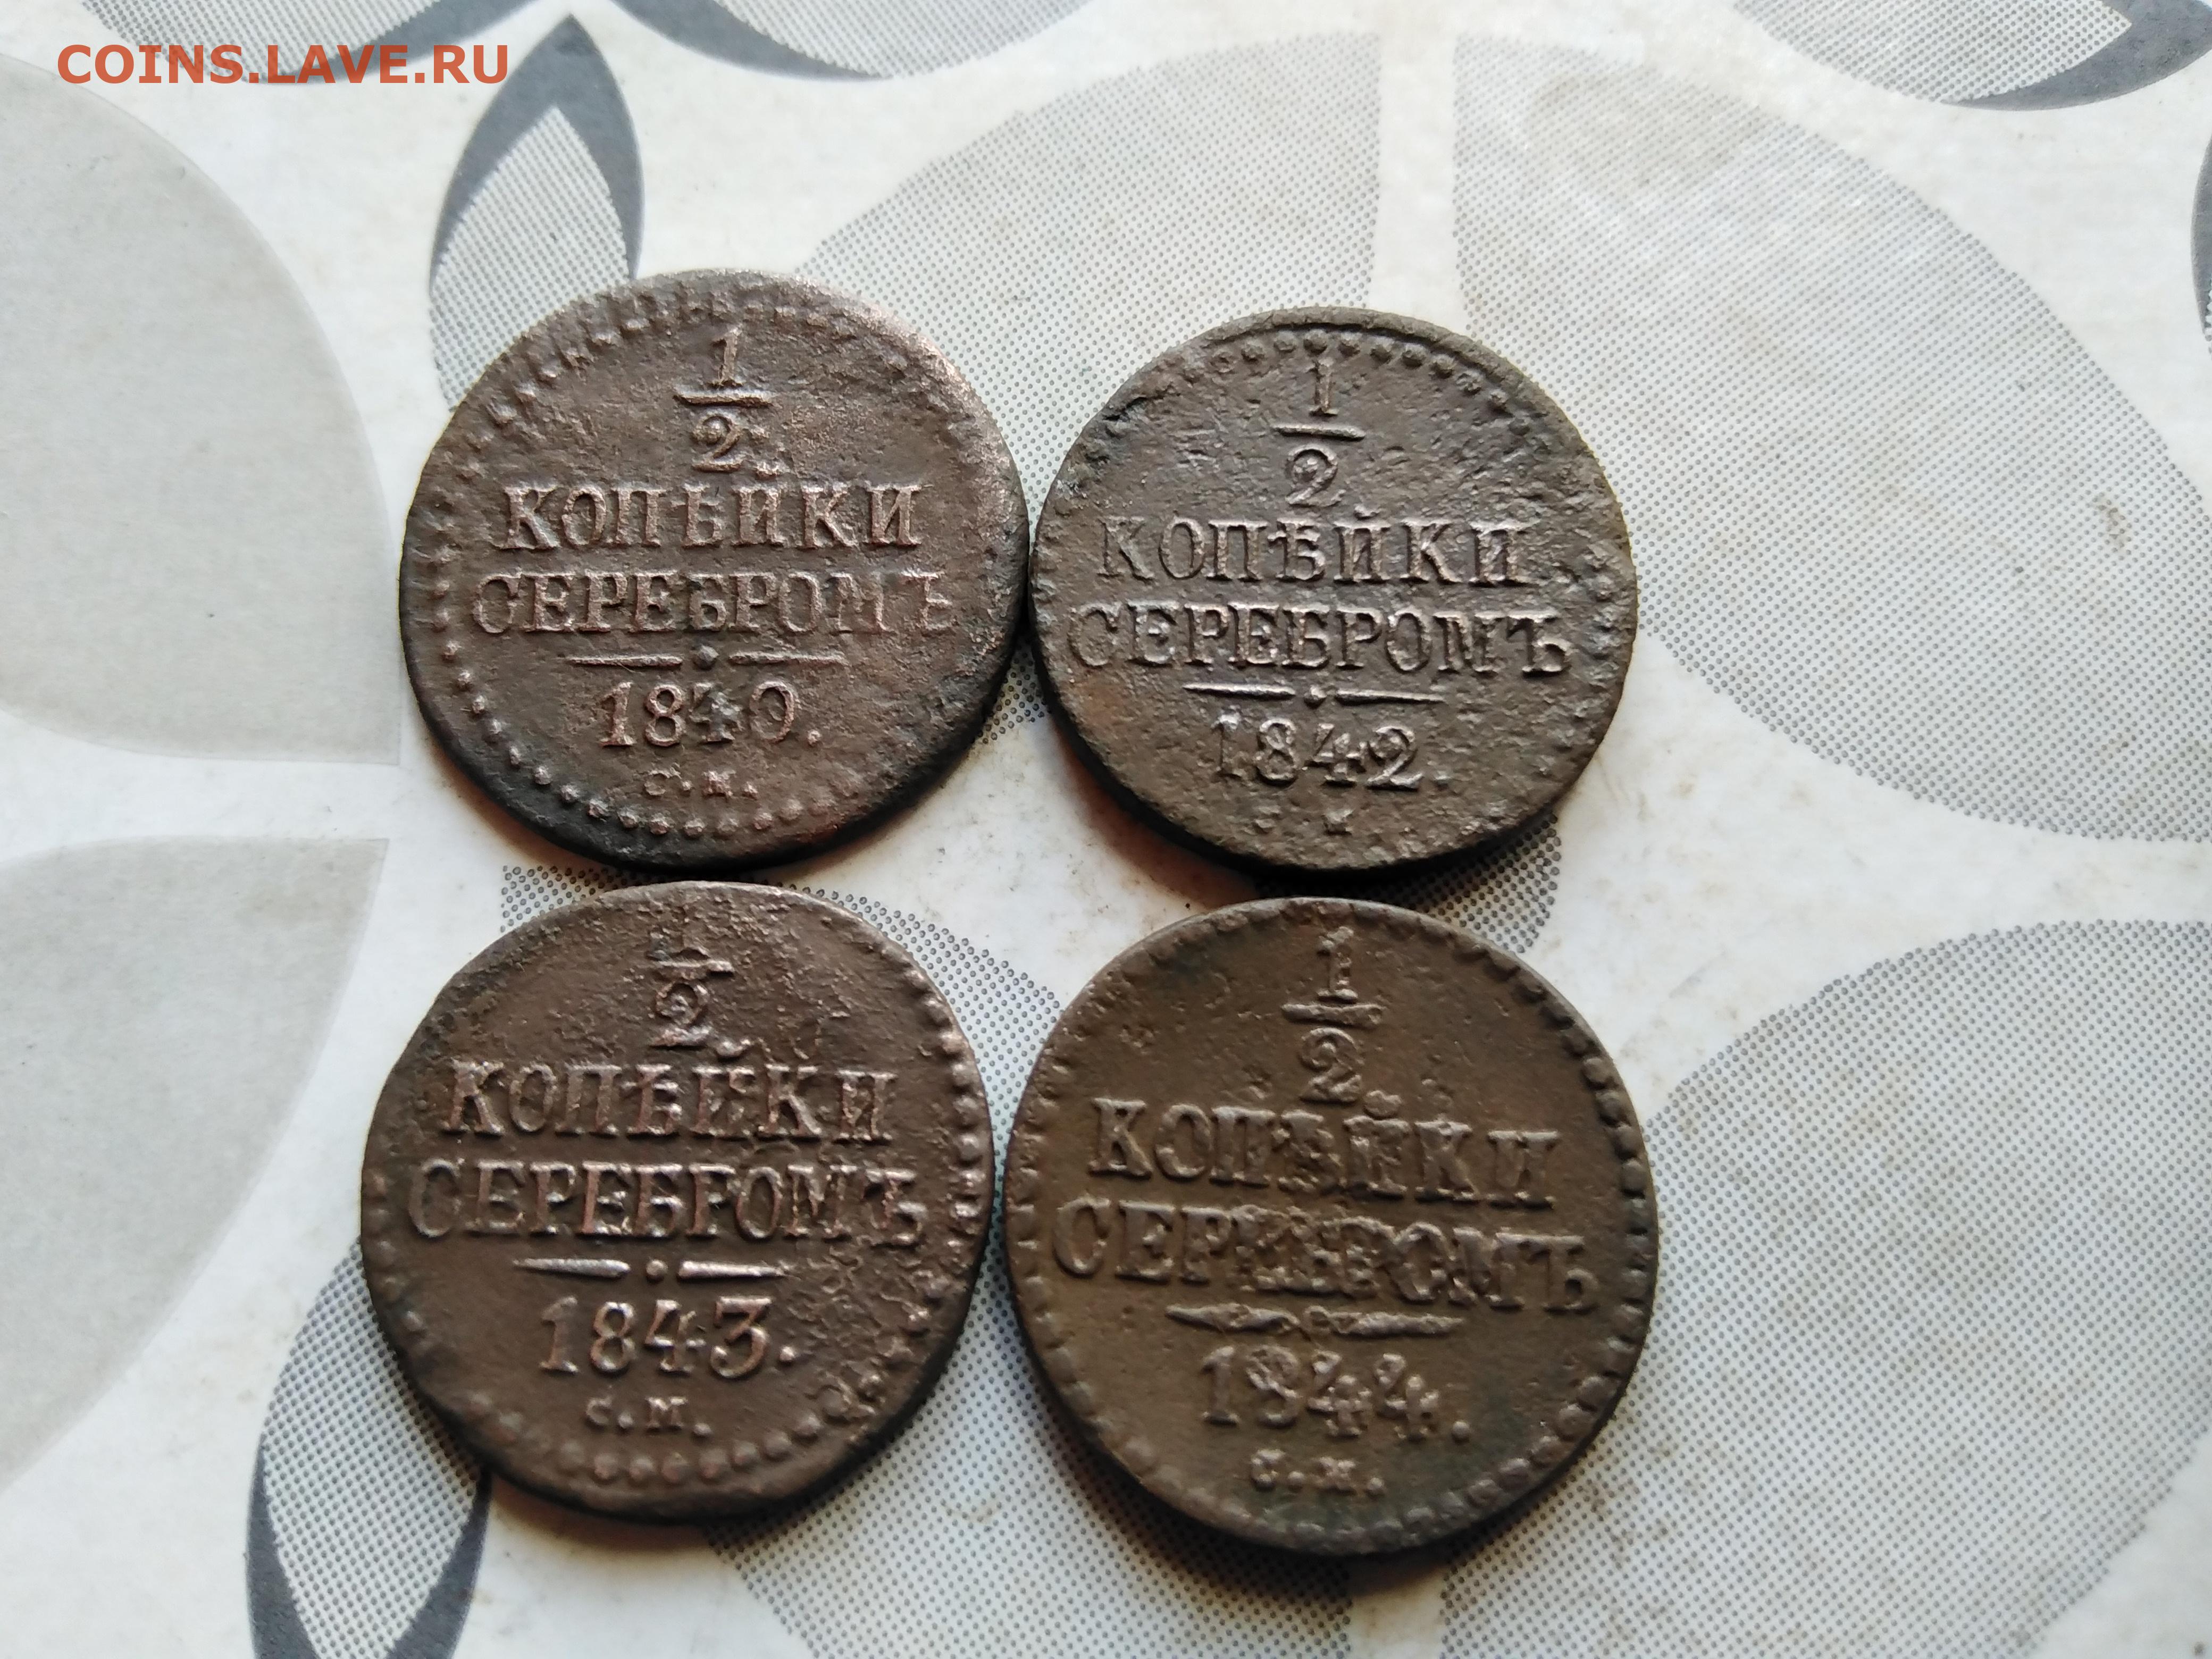 COINS.LAVE.RU
1
2
КОПѢЙКИ
СЕРЕБРОМЪ
1840.
С.М.
1
2
КОПѢЙКИ
СЕРЕБРОМЪ
1842.
С М
1
2
КОПѢЙКИ
СЕРЕБРОМЪ
1843.
С.М.
1
2
КОПѢЙКИ
СЕРЕБРОМЪ
1844.
С.М.